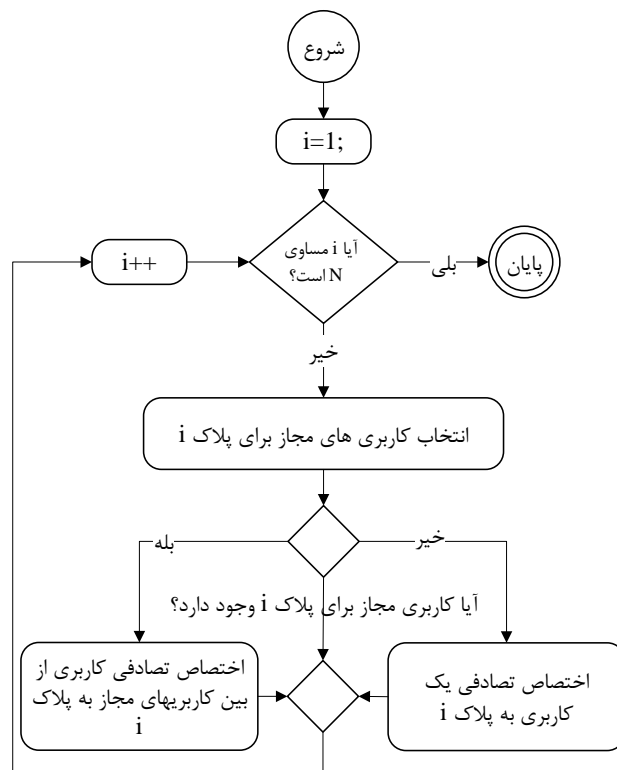 شروع
i=1;
آیا i مساوی
N است؟
بلی
پایان
i++
خیر
انتخاب کاربری های مجاز برای پلاک i
خیر
بله
آیا کاربری مجاز برای پلاک i وجود دارد؟
اختصاص تصادفی یک
کاربری به پلاک i
اختصاص تصادفی کاربری از
بین کاربریهای مجاز به پلاک
i